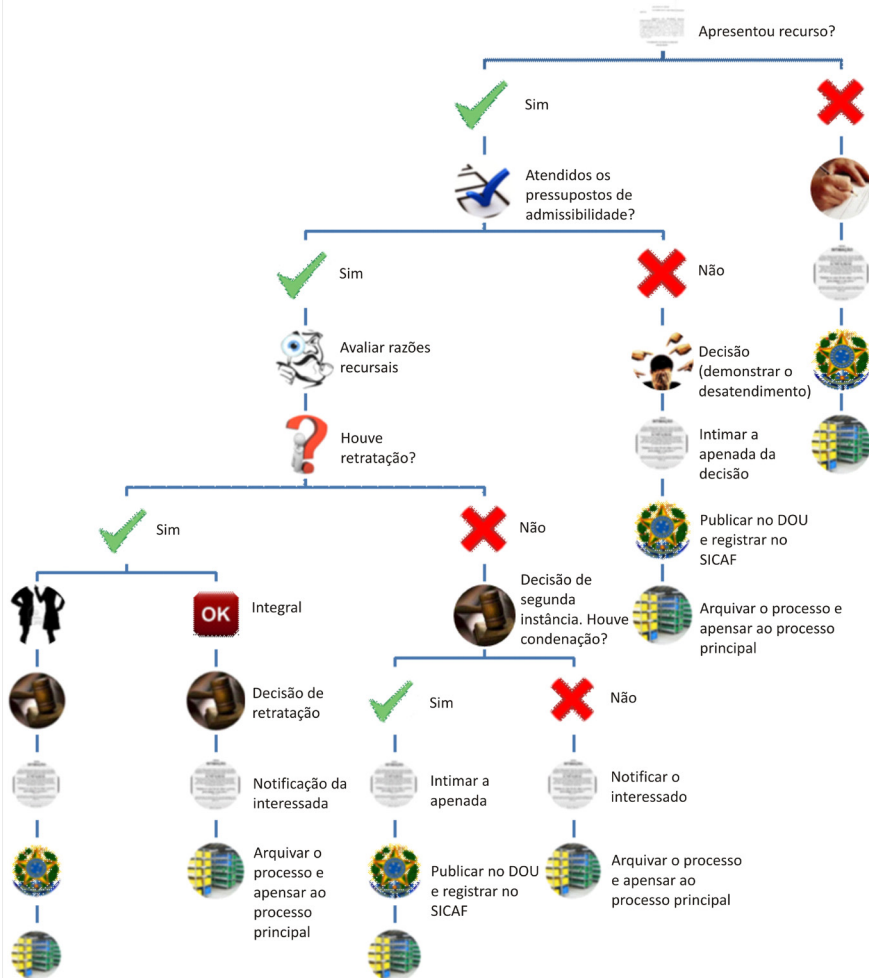 Apresentou recurso?
Sim
Atendidos os
pressupostos de
admissibilidade?
Sim
Não
Avaliar razões
recursais
Decisão
(demonstrar o
desatendimento)
Houve
retratação?
Intimar a
apenada da
decisão
Sim
Não
Publicar no DOU
e registrar no
SICAF
OK
Integral
Decisão de
segunda
instância. Houve
condenação?
Arquivar o processo e
apensar ao processo
principal
Decisão de
retratação
Sim
Não
Notificação da
interessada
Intimar a
apenada
Notificar o
interessado
Arquivar o
processo e
apensar ao
processo
principal
Publicar no DOU
e registrar no
SICAF
Arquivar o processo
e apensar ao
processo principal